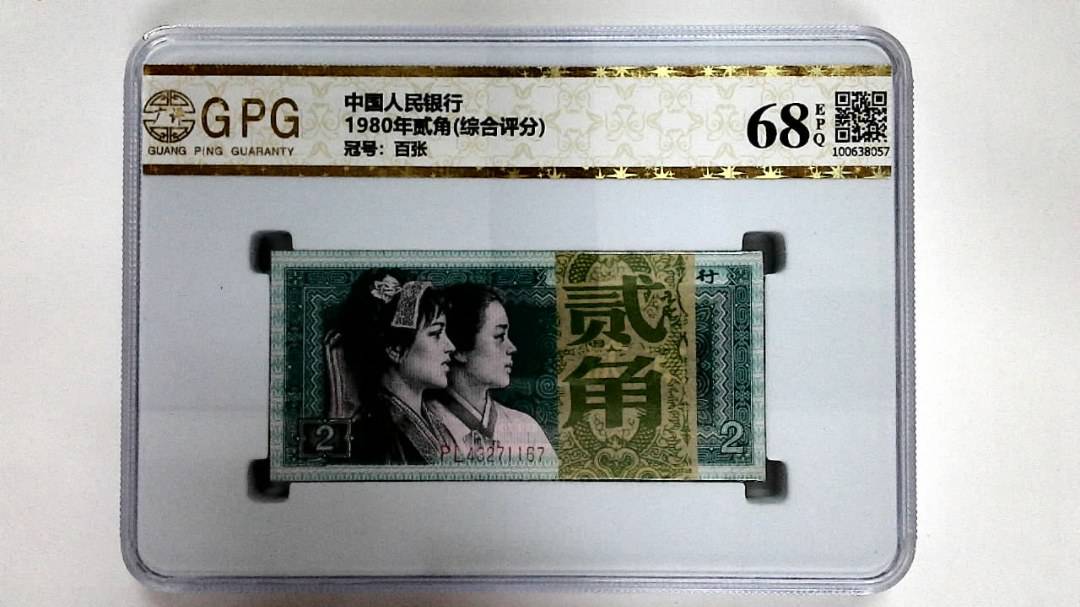 GPG
GUANG PING GUARANTY
中国人民银行
1980年贰角(综合评分)
冠号：百张
68
EPQ
100638057
行
贰角
2
PL43271167
2